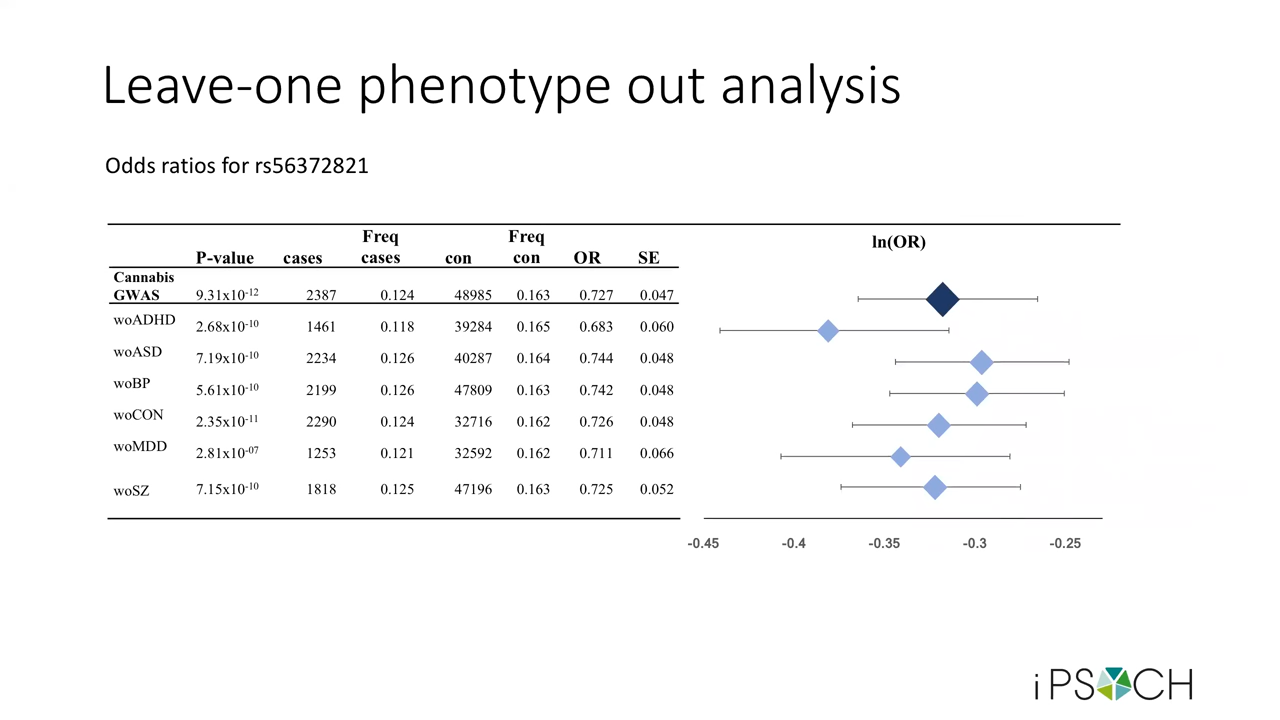 Leave-one phenotype out analysis
Odds ratios for rs56372821
P-value cases Freq cases con Freq con OR SE ln(OR)
Cannabis GWAS 9.31x10-12 2387 0.124 48985 0.163 0.727 0.047
woADHD 2.68x10-10 1461 0.118 39284 0.165 0.683 0.060
woASD 7.19x10-10 2234 0.126 40287 0.164 0.744 0.048
woBP 5.61x10-10 2199 0.126 47809 0.163 0.742 0.048
woCON 2.35x10-11 2290 0.124 32716 0.162 0.726 0.048
woMDD 2.81x10-07 1253 0.121 32592 0.162 0.711 0.066
woSZ 7.15x10-10 1818 0.125 47196 0.163 0.725 0.052
-0.45 -0.4 -0.35 -0.3 -0.25
iPSYCH